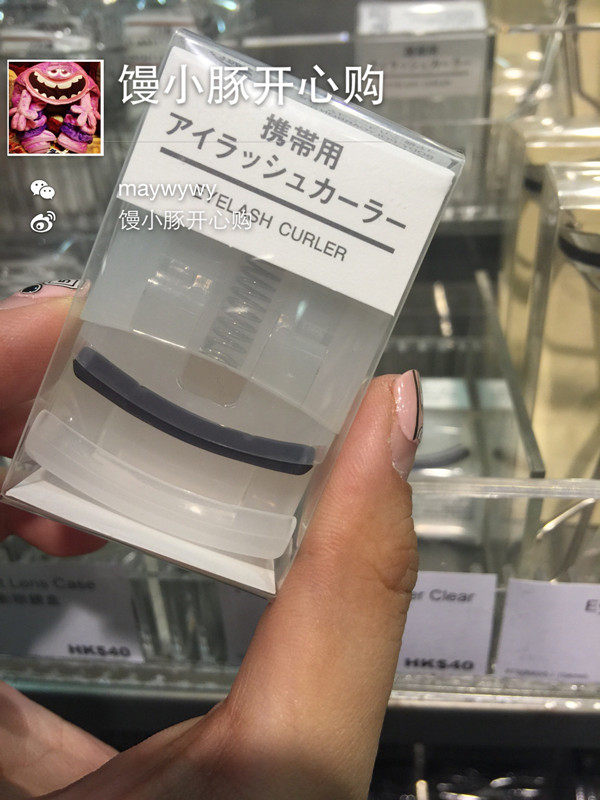 馒小豚开心购
maywywy
馒小豚开心购
携帯用
アイラッシュカーラー
EYELASH CURLER
Lens Case
HK$40
er Clear
HK$40